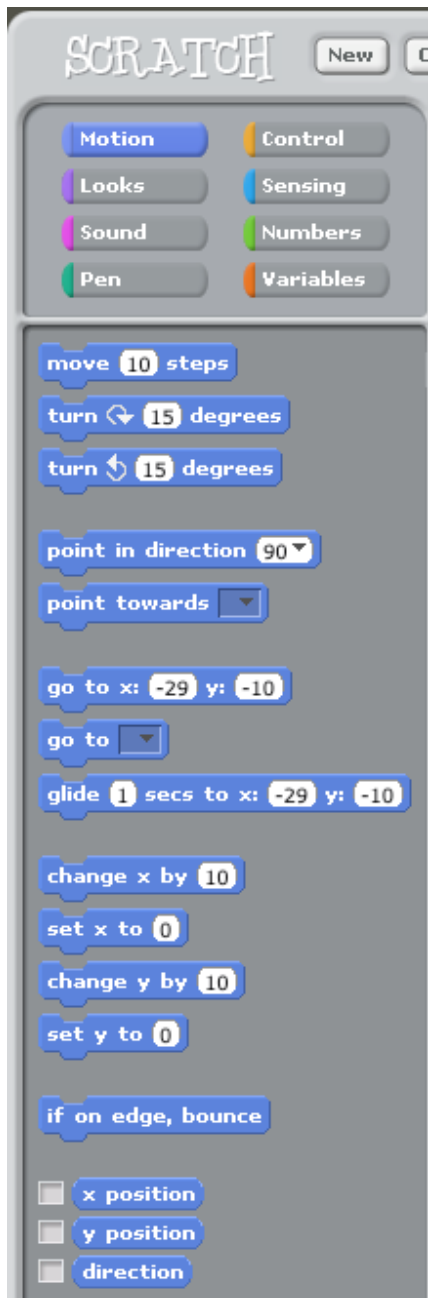 SCRATCH New
Motion Control
Looks Sensing
Sound Numbers
Pen Variables
move 10 steps
turn 15 degrees
turn 15 degrees
point in direction 90
point towards
go to x: -29 y: -10
go to
glide 1 secs to x: -29 y: -10
change x by 10
set x to 0
change y by 10
set y to 0
if on edge, bounce
x position
y position
direction